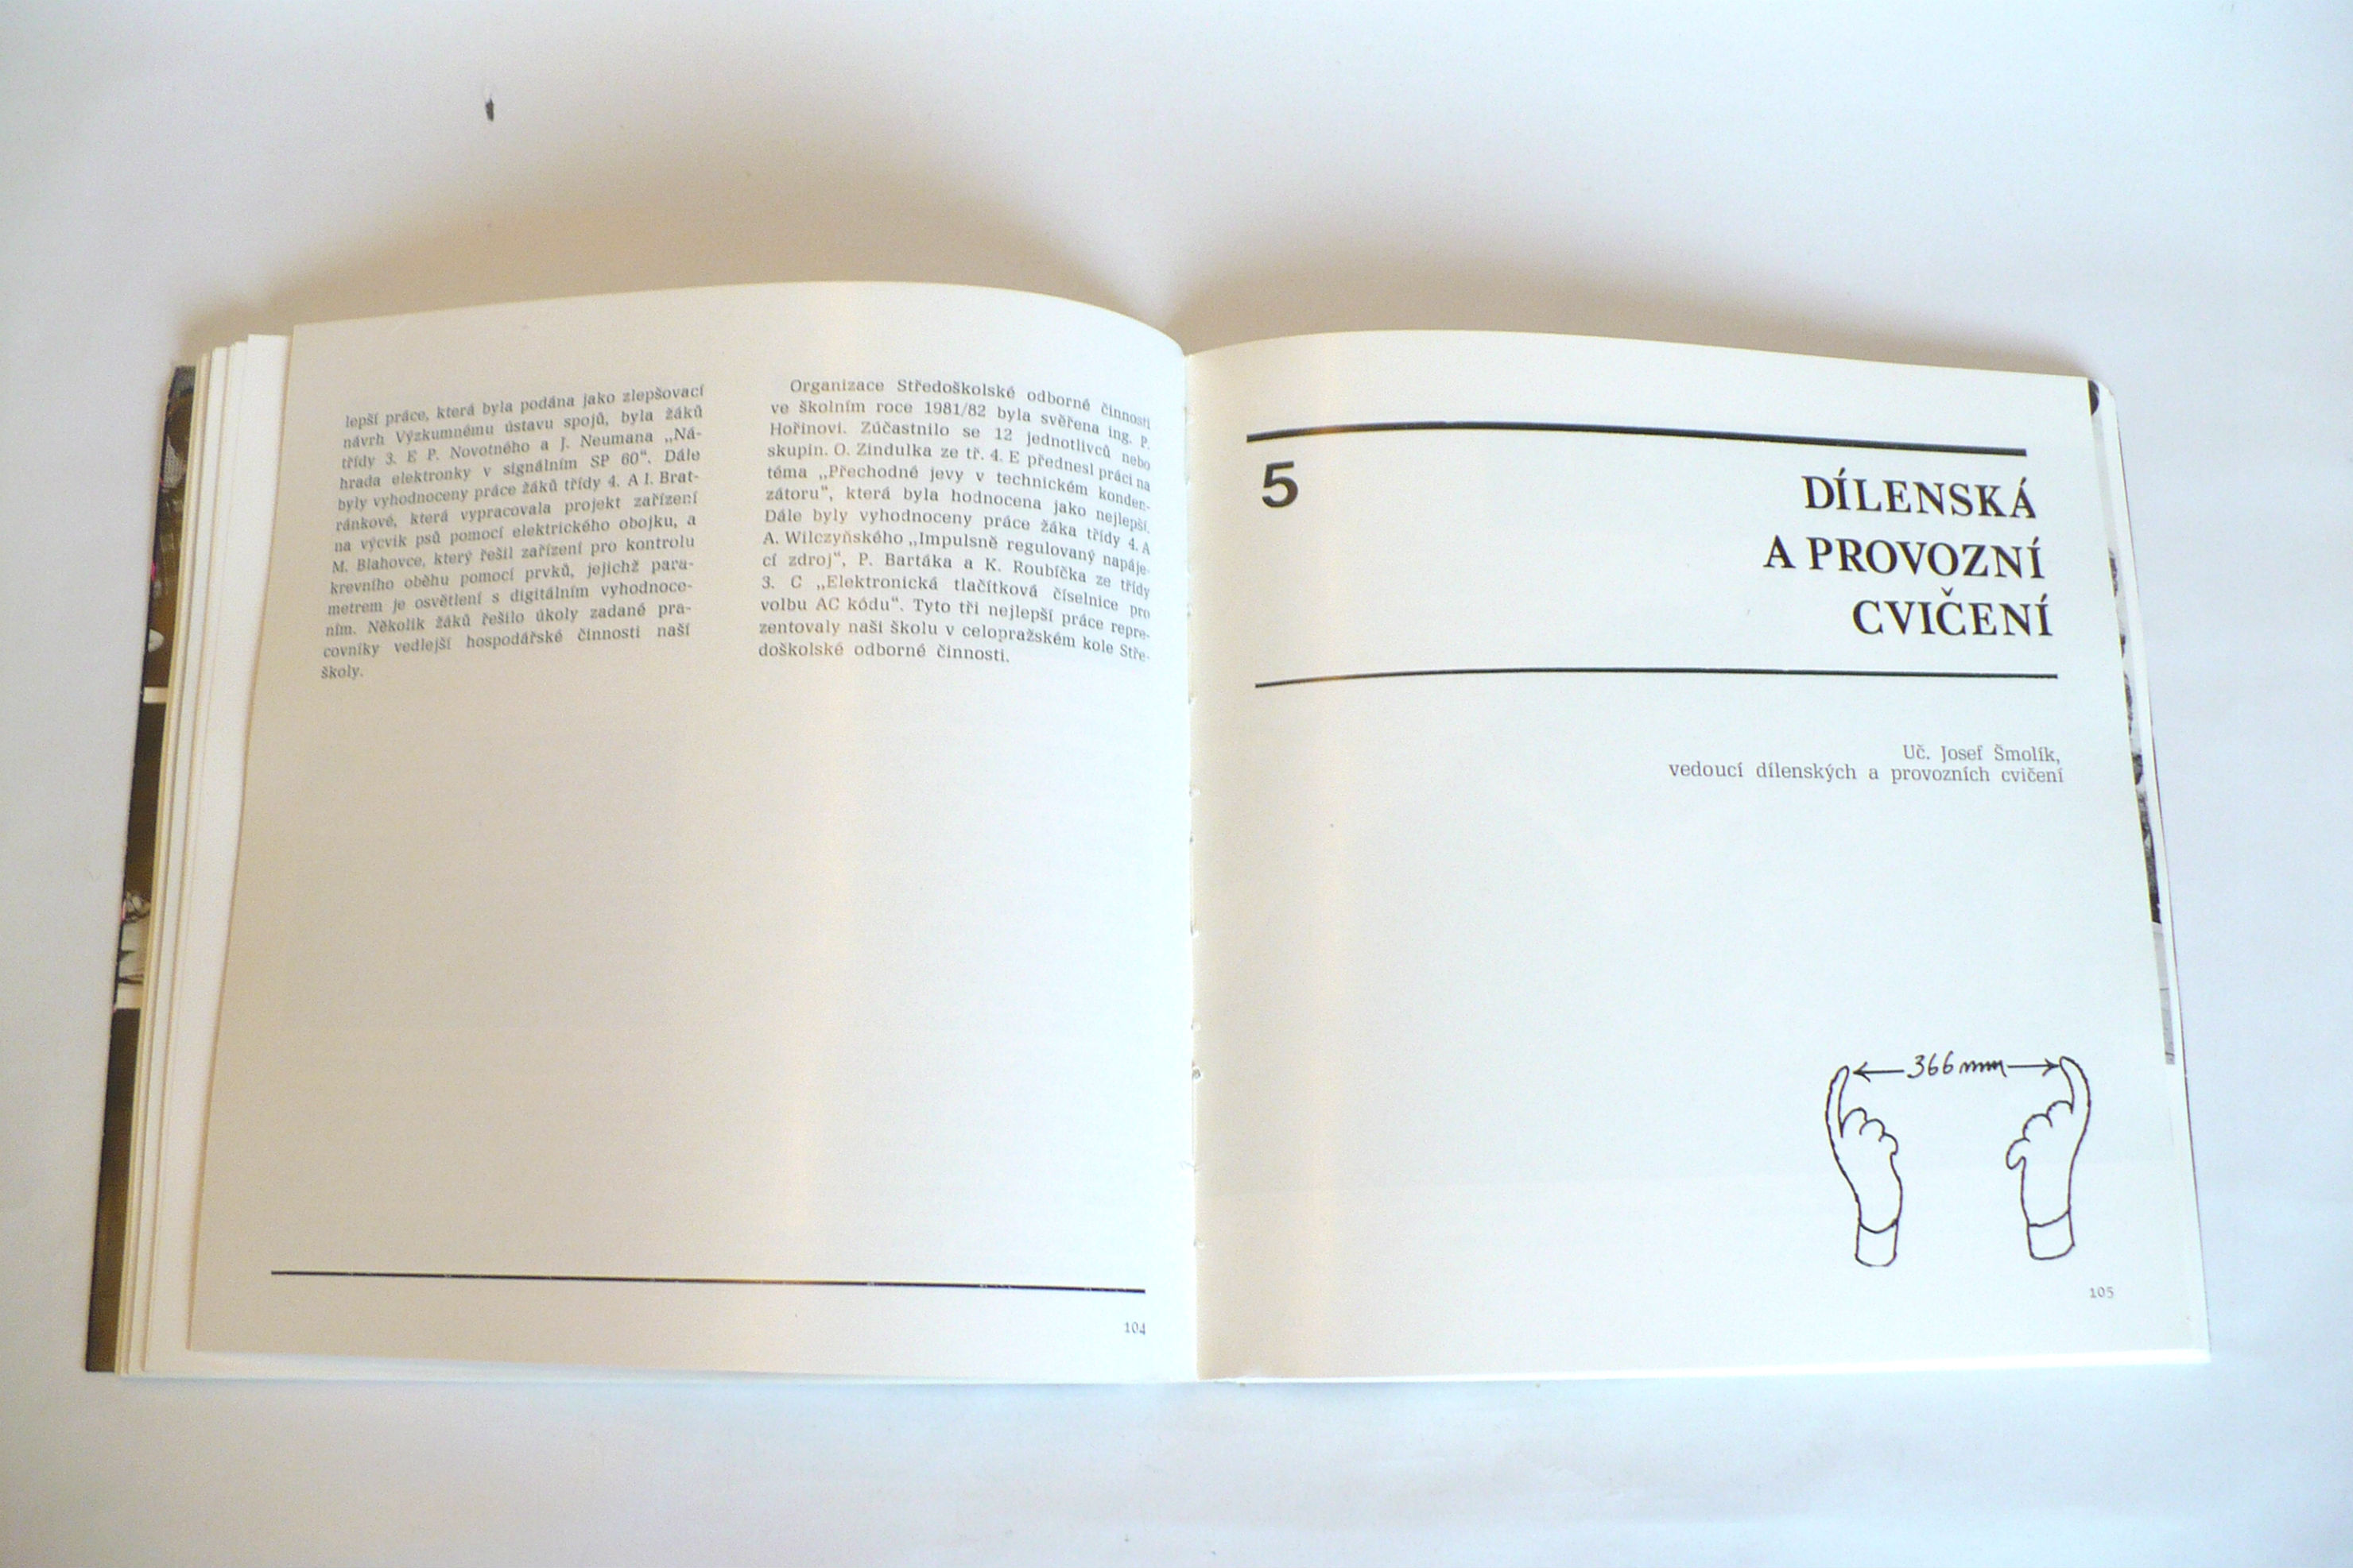 lepší práce, která byla podána jako zlepšovací
návrh Výzkumnému ústavu spojů, byla žáků
třídy 3. E P. Novotného a J. Neumana „Ná-
hrada elektronky v signálním SP 60“. Dále
byly vyhodnoceny práce žáků třídy 4. A I. Brat-
ránkové, která vypracovala projekt zařízení
na výcvik psů pomocí elektrického obojku, a
M. Blahovce, který řešil zařízení pro kontrolu
krevního oběhu pomocí prvků, jejichž para-
metrem je osvětlení s digitálním vyhodnoce-
ním. Několik žáků řešilo úkoly zadané pra-
covníky vedlejší hospodářské činnosti naší
školy.
Organizace Středoškolské odborné činnosti
ve školním roce 1981/82 byla svěřena ing. P.
Hořinovi. Zúčastnilo se 12 jednotlivců nebo
skupin. O. Zindulka ze tř. 4. E přednesl práci na
téma „Přechodné jevy v technickém konden-
zátoru“, která byla hodnocena jako nejlepší.
Dále byly vyhodnoceny práce žáka třídy 4. A
A. Wilczyňského „Impulsně regulovaný napáje-
cí zdroj“, P. Bartáka a K. Roubíčka ze třídy
3. C „Elektronická tlačítková číselnice pro
volbu AC kódu“. Tyto tři nejlepší práce repre-
zentovaly naši školu v celopražském kole Stře-
doškolské odborné činnosti.
104
5
DÍLENSKÁ
A PROVOZNÍ
CVIČENÍ
Uč. Josef Šmolík,
vedoucí dílenských a provozních cvičení
366 mm
105